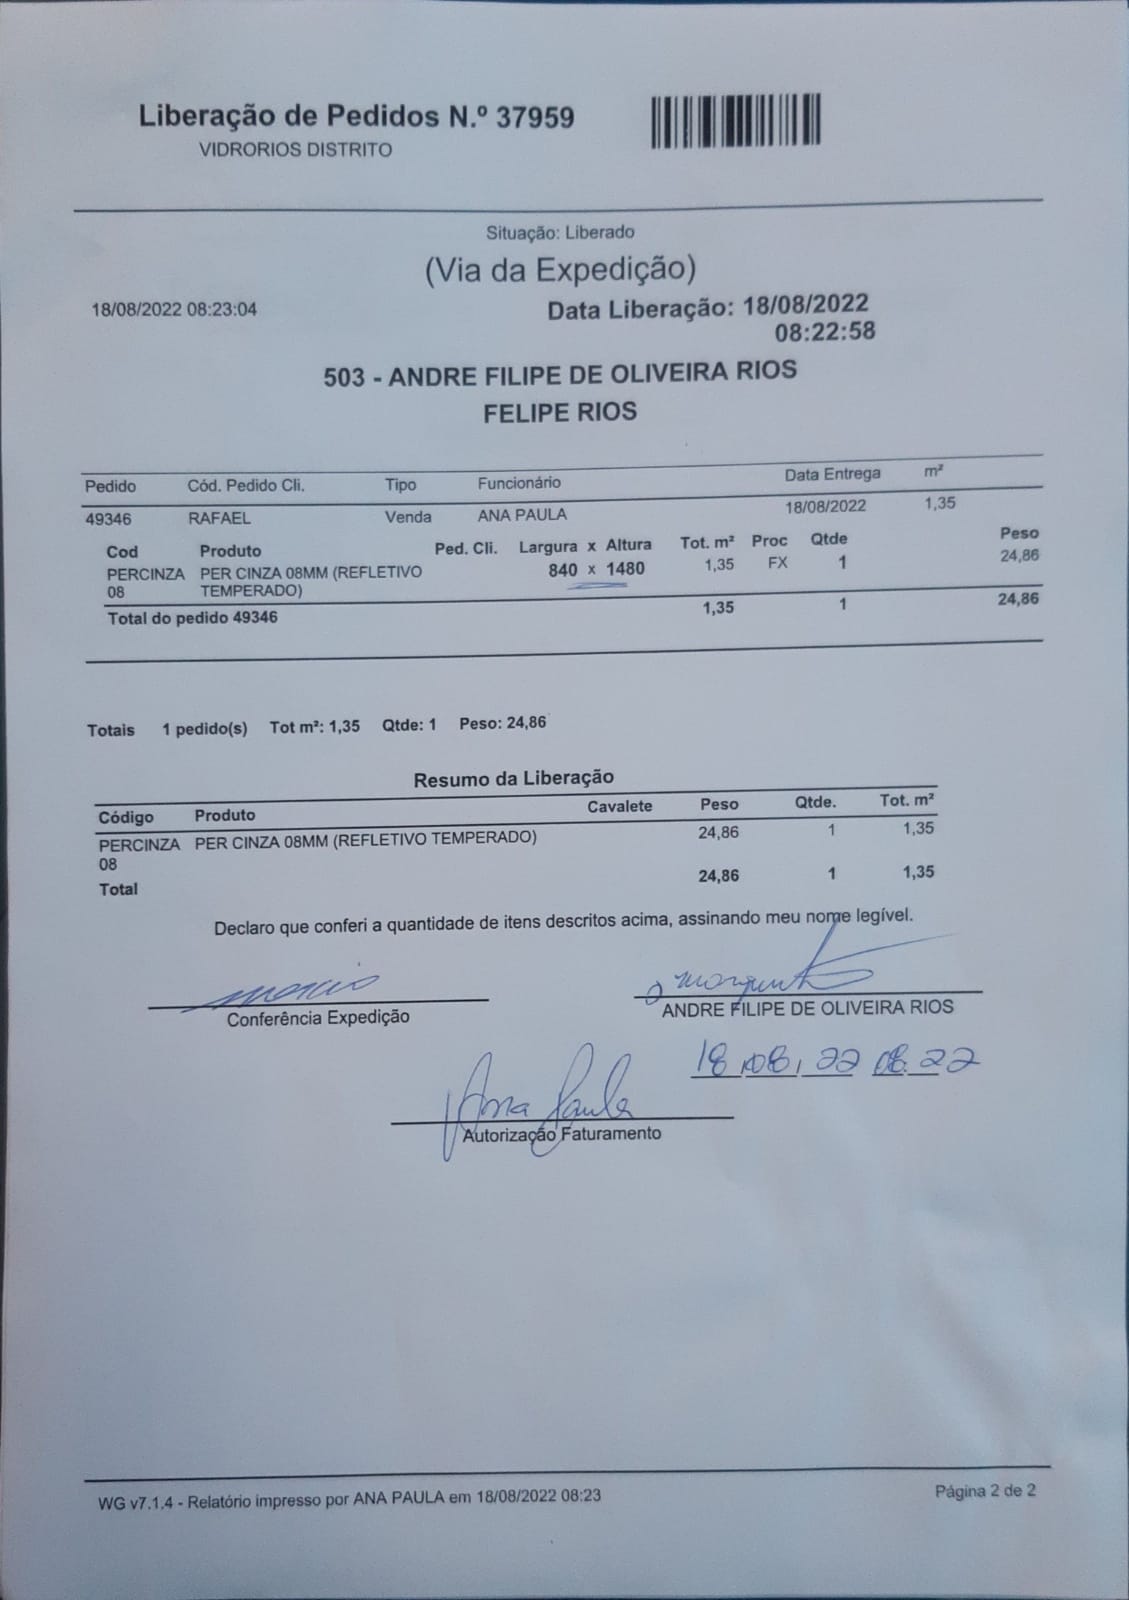 Liberação de Pedidos N.º 37959
VIDRORIOS DISTRITO
Situação: Liberado
(Via da Expedição)
18/08/2022 08:23:04
Data Liberação: 18/08/2022
08:22:58
503 - ANDRE FILIPE DE OLIVEIRA RIOS
FELIPE RIOS
Pedido Cód. Pedido Cli. Tipo Funcionário Data Entrega m²
49346 RAFAEL Venda ANA PAULA 18/08/2022 1,35
Cod Produto Ped. Cli. Largura x Altura Tot. m² Proc Qtde Peso
PERCINZA PER CINZA 08MM (REFLETIVO 840 x 1480 1,35 FX 1 24,86
08 TEMPERADO)
Total do pedido 49346 1,35 1 24,86
Totais 1 pedido(s) Tot m²: 1,35 Qtde: 1 Peso: 24,86
Resumo da Liberação
Código Produto Cavalete Peso Qtde. Tot. m²
PERCINZA PER CINZA 08MM (REFLETIVO TEMPERADO) 24,86 1 1,35
08
Total 24,86 1 1,35
Declaro que conferi a quantidade de itens descritos acima, assinando meu nome legível.
Conferência Expedição
ANDRE FILIPE DE OLIVEIRA RIOS
18,08,22 08:22
Ana Paula
Autorização Faturamento
WG v7.1.4 - Relatório impresso por ANA PAULA em 18/08/2022 08:23
Página 2 de 2